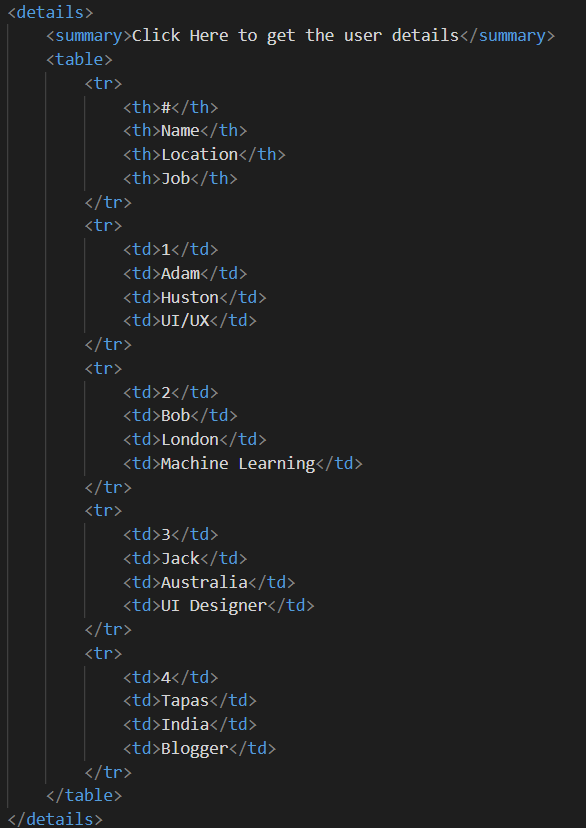 <details>
<summary>Click Here to get the user details</summary>
<table>
<tr>
<th>#</th>
<th>Name</th>
<th>Location</th>
<th>Job</th>
</tr>
<tr>
<td>1</td>
<td>Adam</td>
<td>Huston</td>
<td>UI/UX</td>
</tr>
<tr>
<td>2</td>
<td>Bob</td>
<td>London</td>
<td>Machine Learning</td>
</tr>
<tr>
<td>3</td>
<td>Jack</td>
<td>Australia</td>
<td>UI Designer</td>
</tr>
<tr>
<td>4</td>
<td>Tapas</td>
<td>India</td>
<td>Blogger</td>
</tr>
</table>
</details>